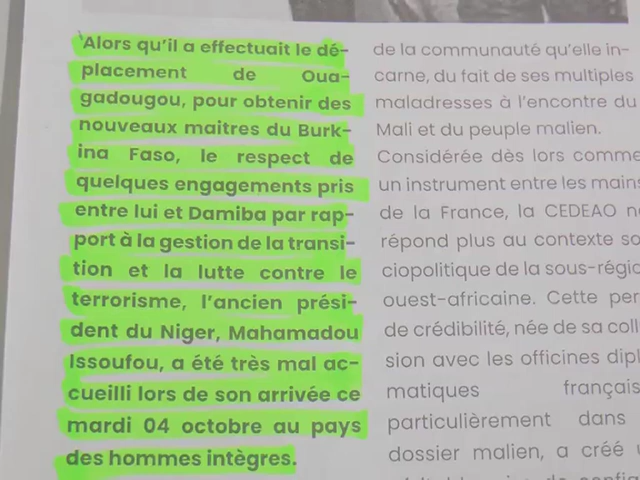 Alors qu'il a effectuait le dé-
placement de Oua-
gadougou, pour obtenir des
nouveaux maitres du Burk-
ina Faso, le respect de
quelques engagements pris
entre lui et Damiba par rap-
port à la gestion de la transi-
tion et la lutte contre le
terrorisme, l'ancien prési-
dent du Niger, Mahamadou
Issoufou, a été très mal ac-
cueilli lors de son arrivée ce
mardi 04 octobre au pays
des hommes intègres.
de la communauté qu'elle in-
carne, du fait de ses multiples
maladresses à l'encontre du
Mali et du peuple malien.
Considérée dès lors comme
un instrument entre les mains
de la France, la CEDEAO
répond plus au contexte
ciopolitique de la sous-régio
ouest-africaine. Cette
de crédibilité, née de sa
sion avec les officines
matiques français
particulièrement dans
dossier malien, a créé